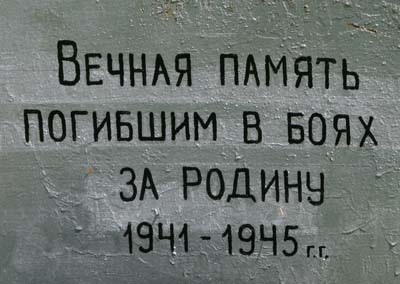 Вечная память
погибшим в боях
за Родину
1941-1945 г.г.